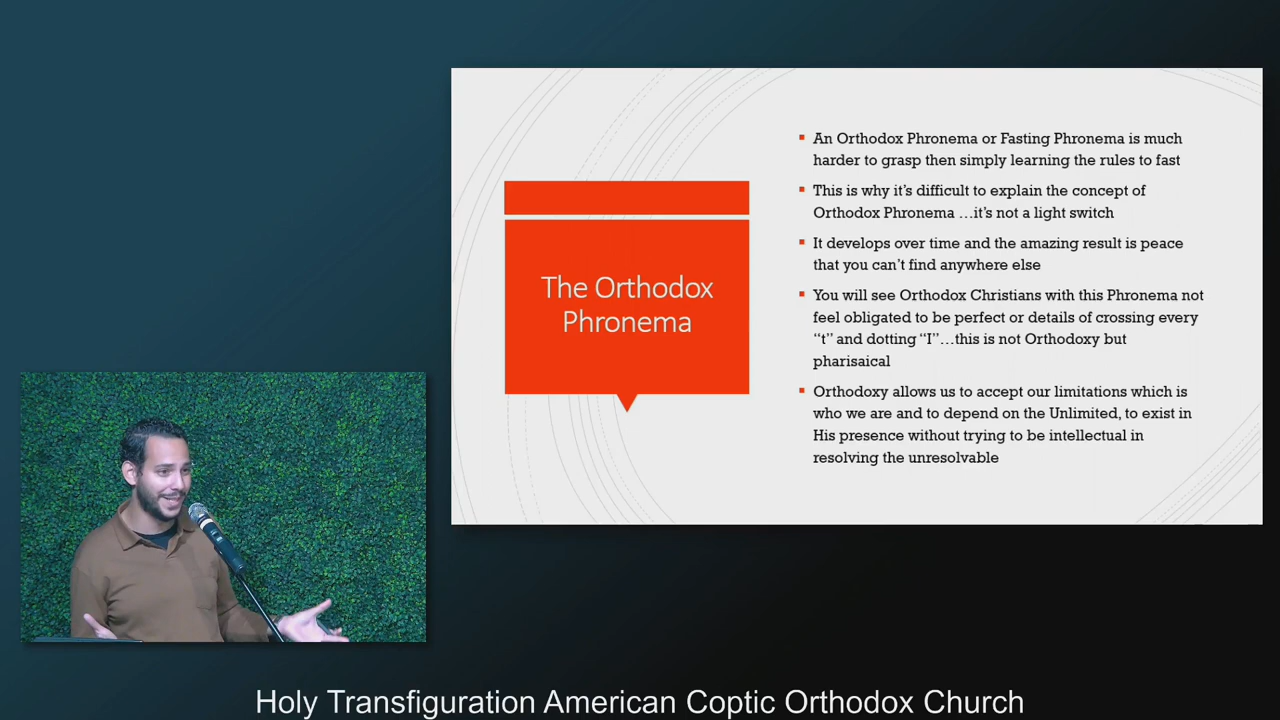 The Orthodox
Phronema
An Orthodox Phronema or Fasting Phronema is much
harder to grasp then simply learning the rules to fast
This is why it’s difficult to explain the concept of
Orthodox Phronema …it’s not a light switch
It develops over time and the amazing result is peace
that you can’t find anywhere else
You will see Orthodox Christians with this Phronema not
feel obligated to be perfect or details of crossing every
“t” and dotting “I”…this is not Orthodoxy but
pharisaical
Orthodoxy allows us to accept our limitations which is
who we are and to depend on the Unlimited, to exist in
His presence without trying to be intellectual in
resolving the unresolvable
Holy Transfiguration American Coptic Orthodox Church